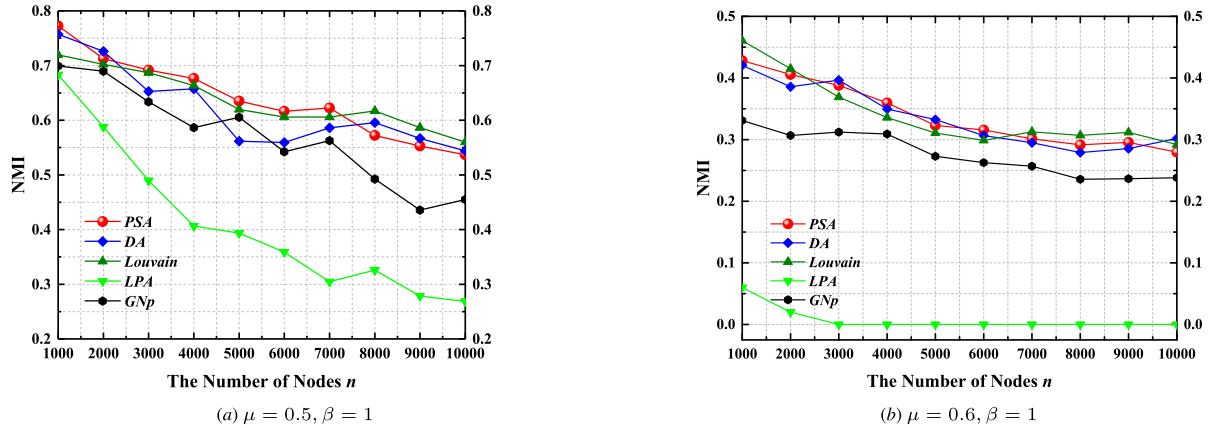 0.8
0.7
0.6
0.5
0.4
0.3
0.2
NMI
0.8
0.7
0.6
0.5
0.4
0.3
0.2
PSA
DA
Louvain
LPA
GNp
1000 2000 3000 4000 5000 6000 7000 8000 9000 10000
The Number of Nodes n
(a) μ = 0.5, β = 1
0.5
0.4
0.3
0.2
0.1
0.0
NMI
0.5
0.4
0.3
0.2
0.1
0.0
PSA
DA
Louvain
LPA
GNp
1000 2000 3000 4000 5000 6000 7000 8000 9000 10000
The Number of Nodes n
(b) μ = 0.6, β = 1